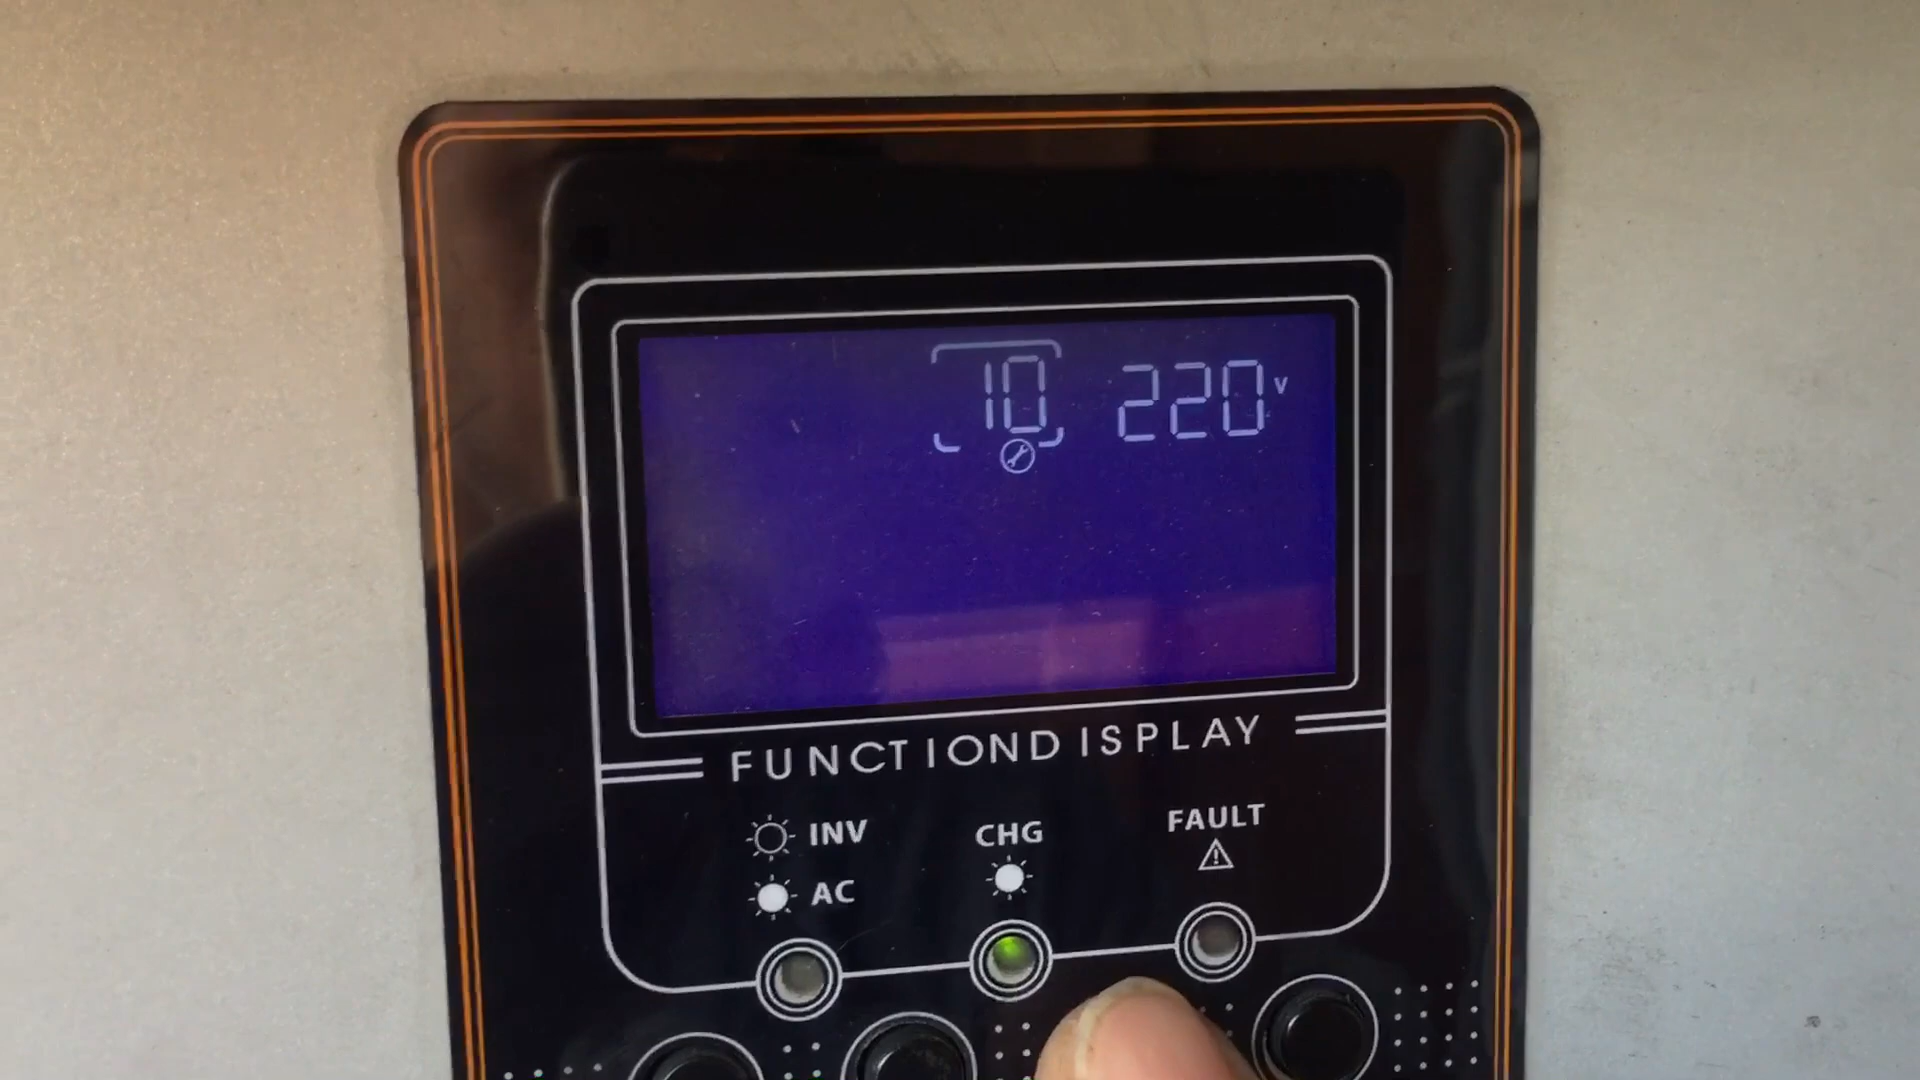 10 220V
FUNCTIONDISPLAY
INV
AC
CHG
FAULT